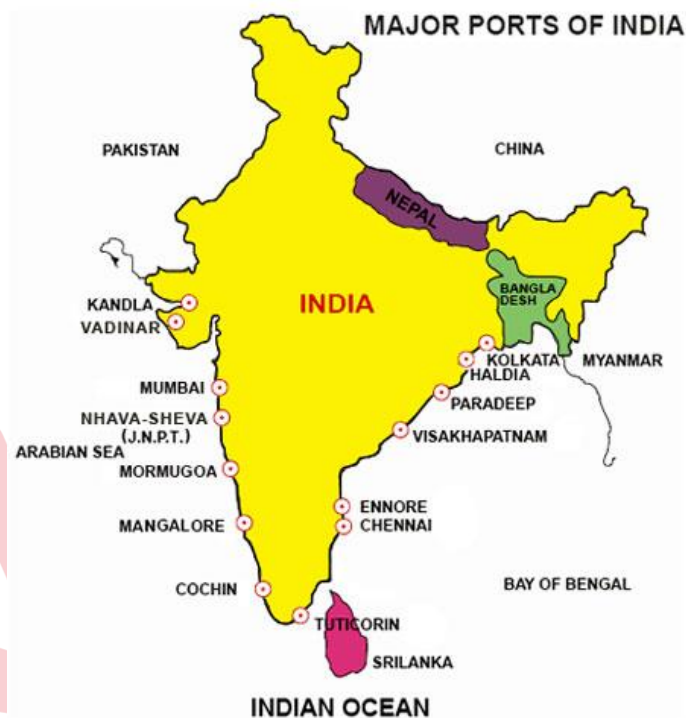 MAJOR PORTS OF INDIA
PAKISTAN
CHINA
NEPAL
BANGLA
DESH
INDIA
KANDLA
VADINAR
KOLKATA
MYANMAR
HALDIA
MUMBAI
PARADEEP
NHAVA-SHEVA
(J.N.P.T.)
VISAKHAPATNAM
ARABIAN SEA
MORMUGOA
ENNORE
MANGALORE
CHENNAI
COCHIN
BAY OF BENGAL
TUTICORIN
SRILANKA
INDIAN OCEAN